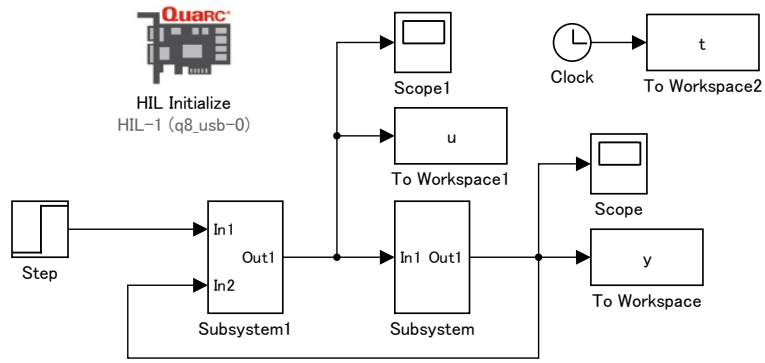 QUARC
HIL Initialize
HIL-1 (q8_usb-0)
Scope1
Clock
t
To Workspace2
u
To Workspace1
Scope
Step
In1
In2
Out1
Subsystem1
In1 Out1
Subsystem
y
To Workspace